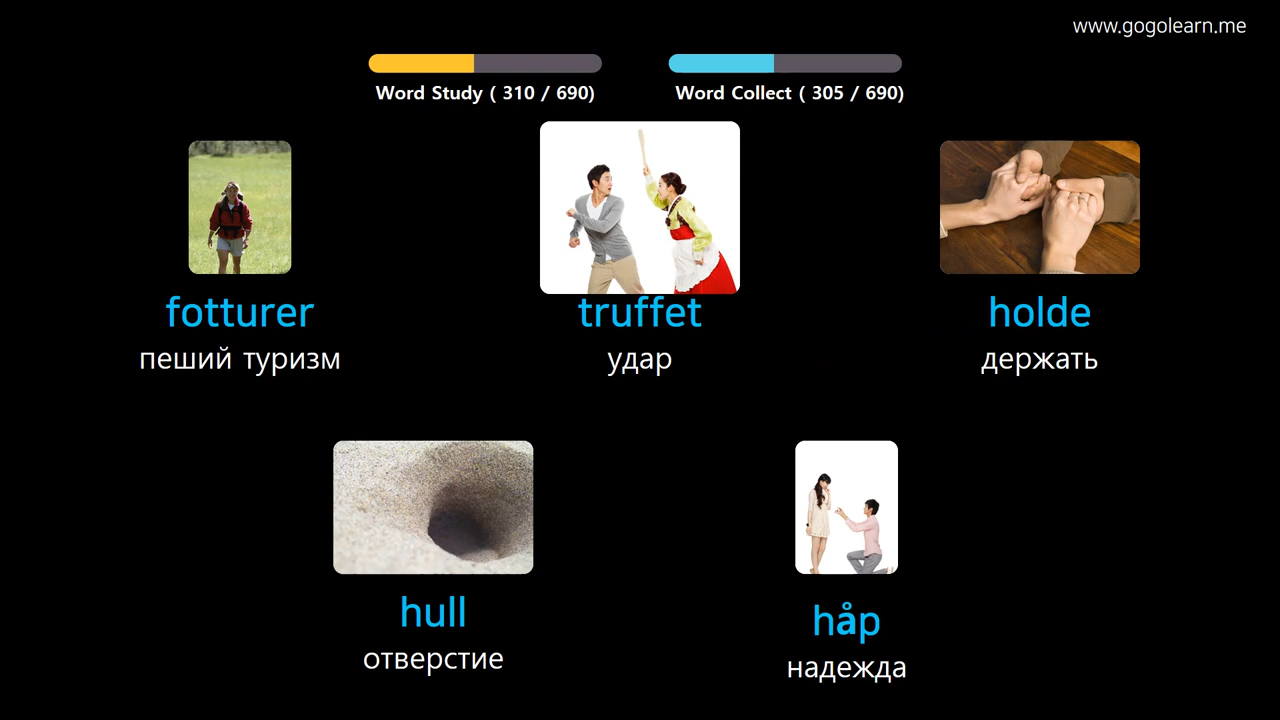 www.gogolearn.me
Word Study ( 310 / 690)
Word Collect ( 305 / 690)
fotturer
пеший туризм
truffet
удар
holde
держать
hull
отверстие
håp
надежда